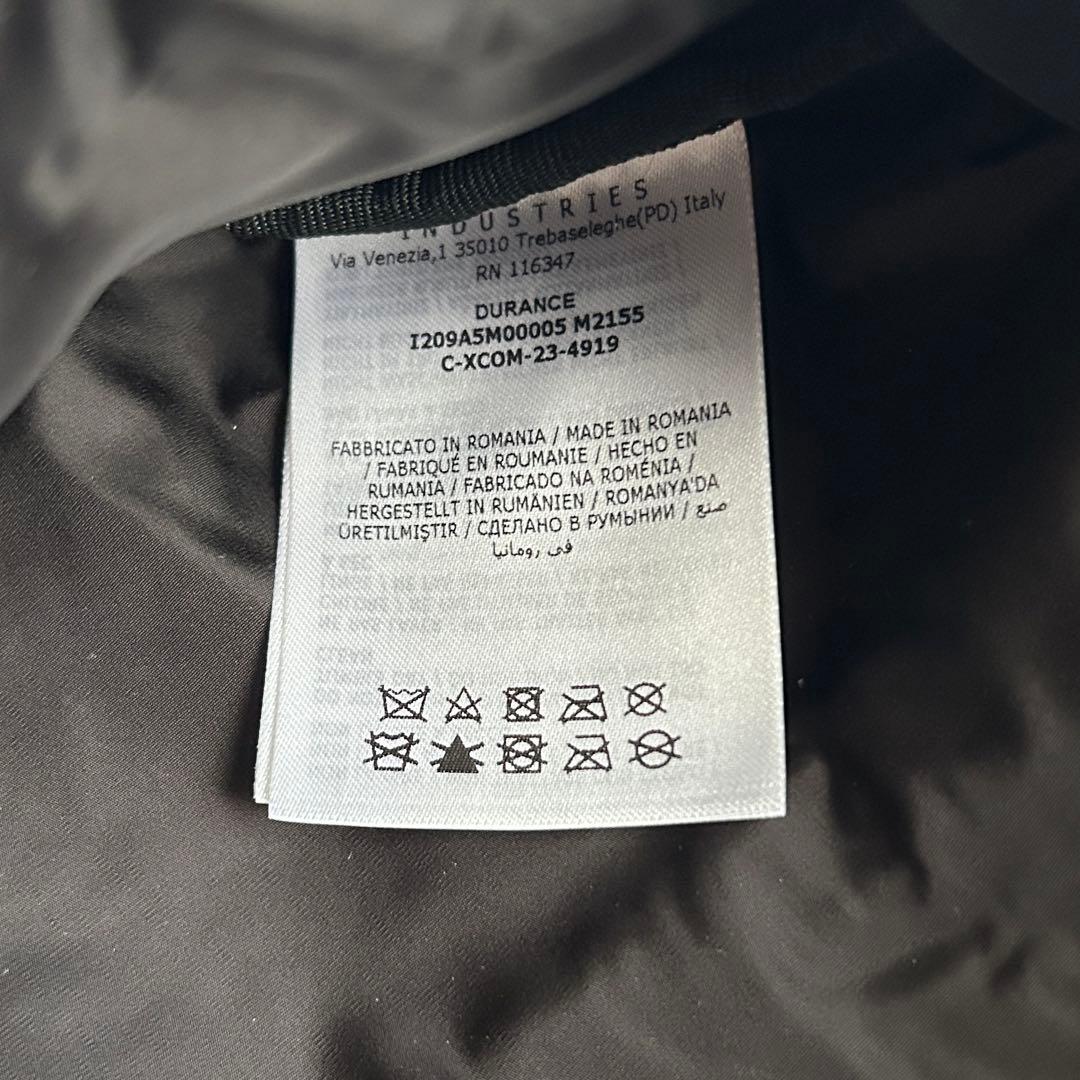 INDUSTRIES
Via Venezia,1 35010 Trebaseleghe(PD) Italy
RN 116347
DURANCE
I209A5M00005 M2155
C-XCOM-23-4919
FABBRICATO IN ROMANIA / MADE IN ROMANIA
/ FABRIQUÉ EN ROUMANIE / HECHO EN
RUMANIA / FABRICADO NA ROMÉNIA /
HERGESTELLT IN RUMÄNIEN / ROMANYA'DA
ÜRETILMIŞTIR / СДЕЛАНО В РУМЫНИИ / صنع
في رومانيا